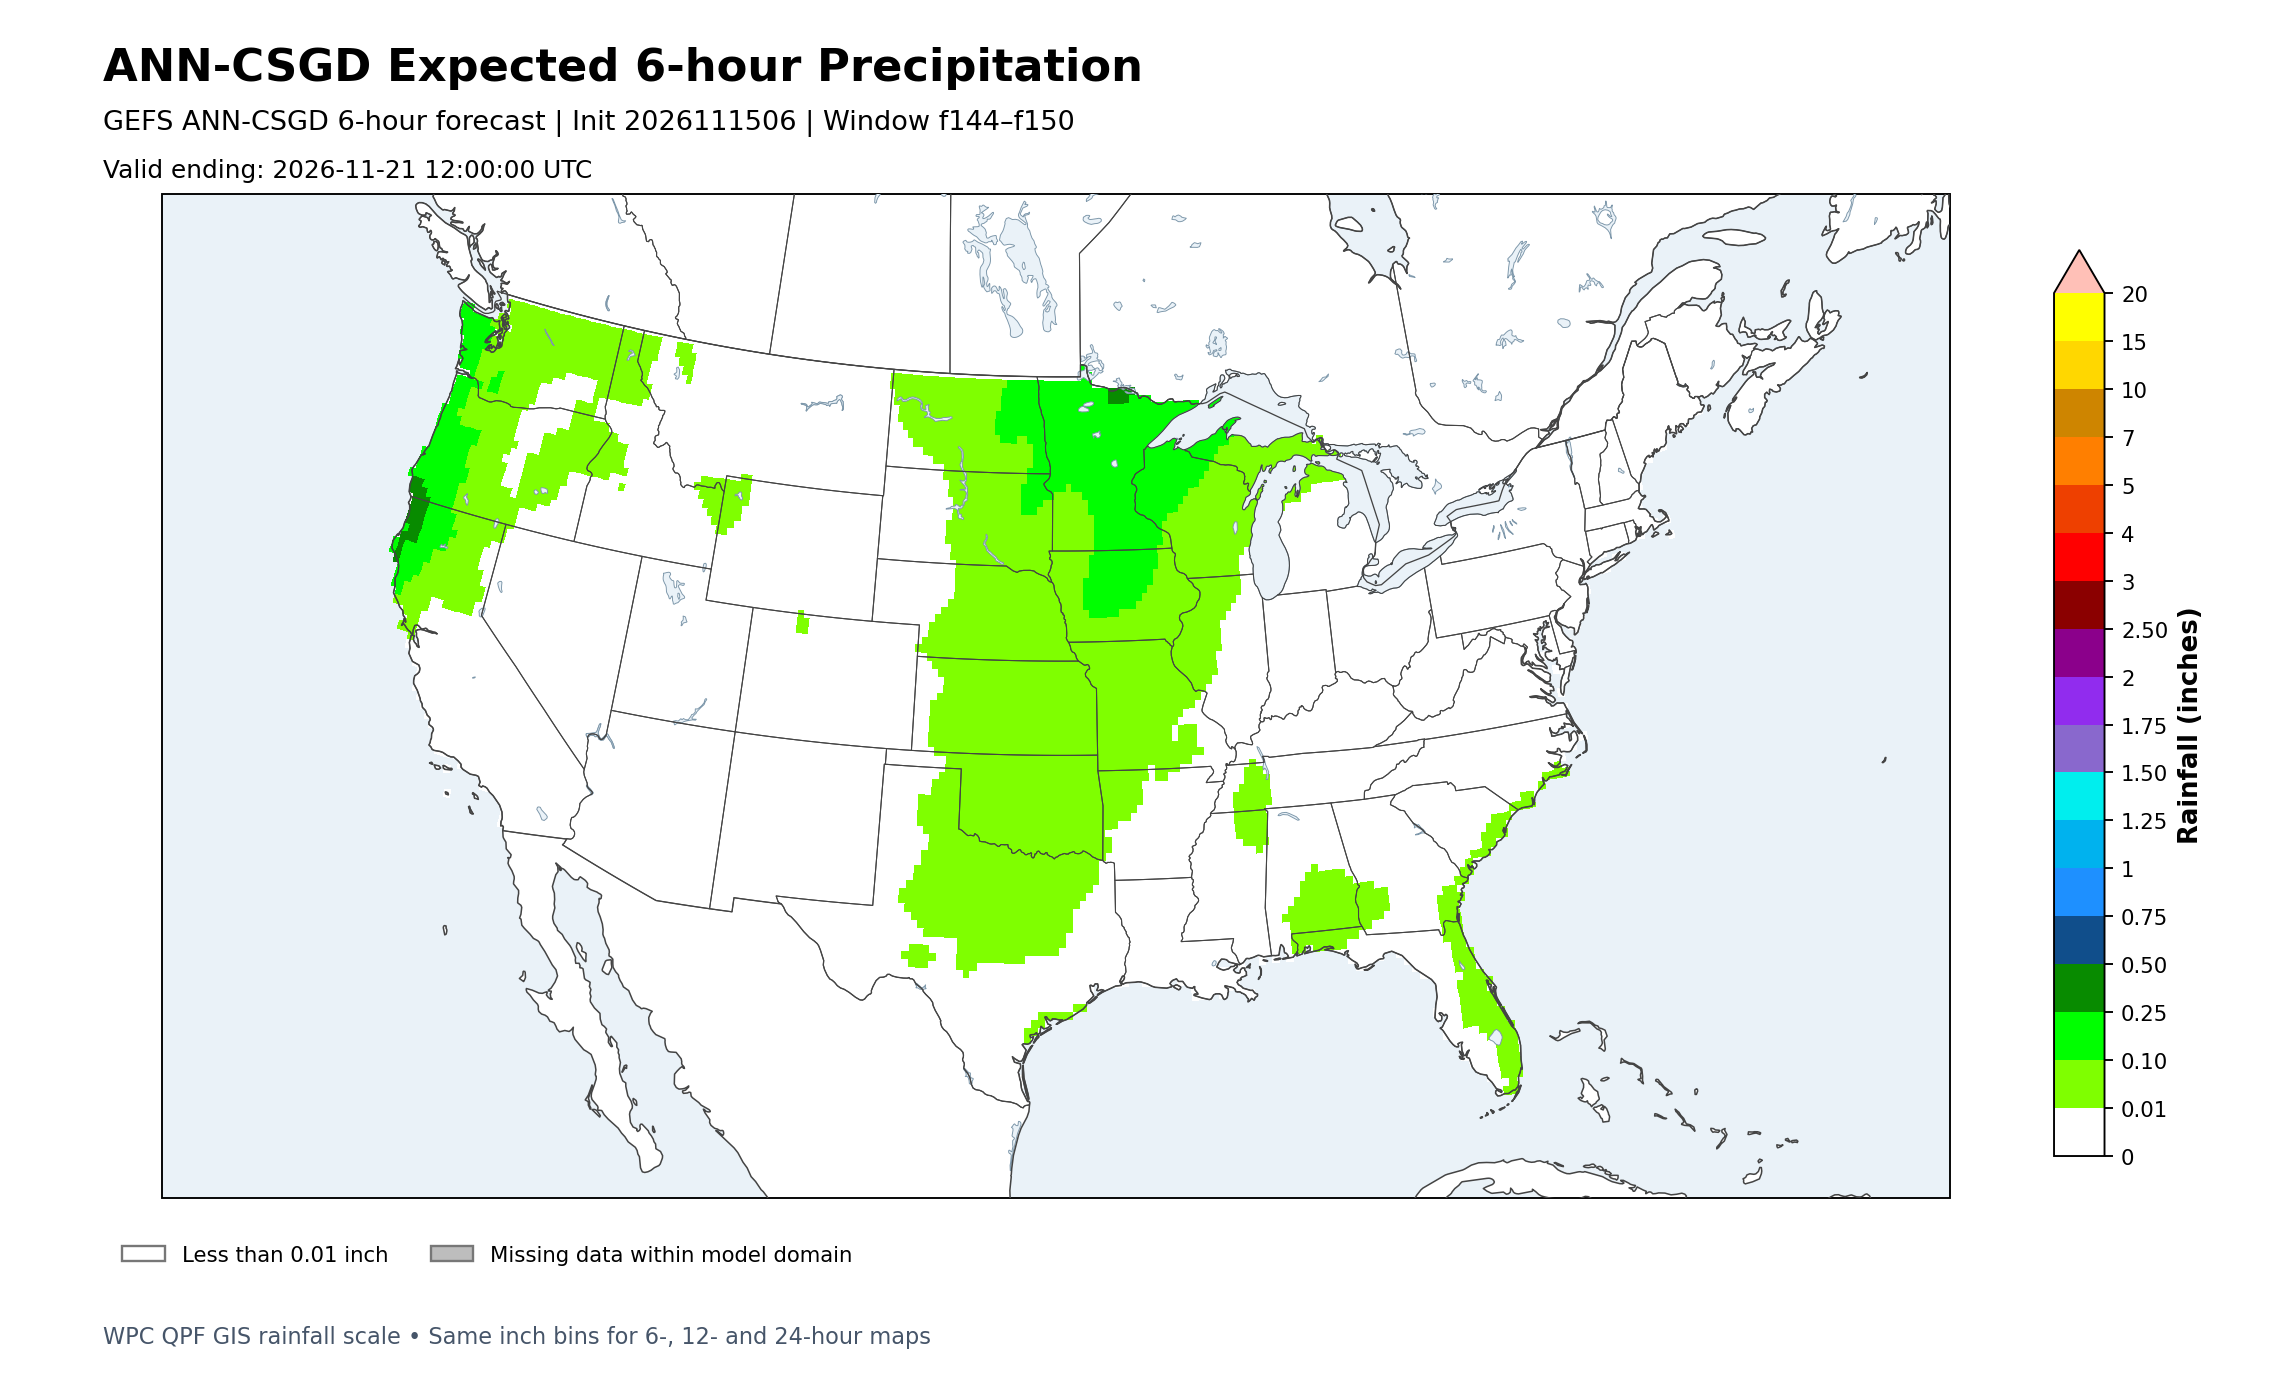 ANN-CSGD Expected 6-hour Precipitation
GEFS ANN-CSGD 6-hour forecast | Init 2026111506 | Window f144–f150
Valid ending: 2026-11-21 12:00:00 UTC
20
15
10
7
5
4
3
2.50
2
1.75
1.50
1.25
1
0.75
0.50
0.25
0.10
0.01
0
Rainfall (inches)
Less than 0.01 inch
Missing data within model domain
WPC QPF GIS rainfall scale • Same inch bins for 6-, 12- and 24-hour maps